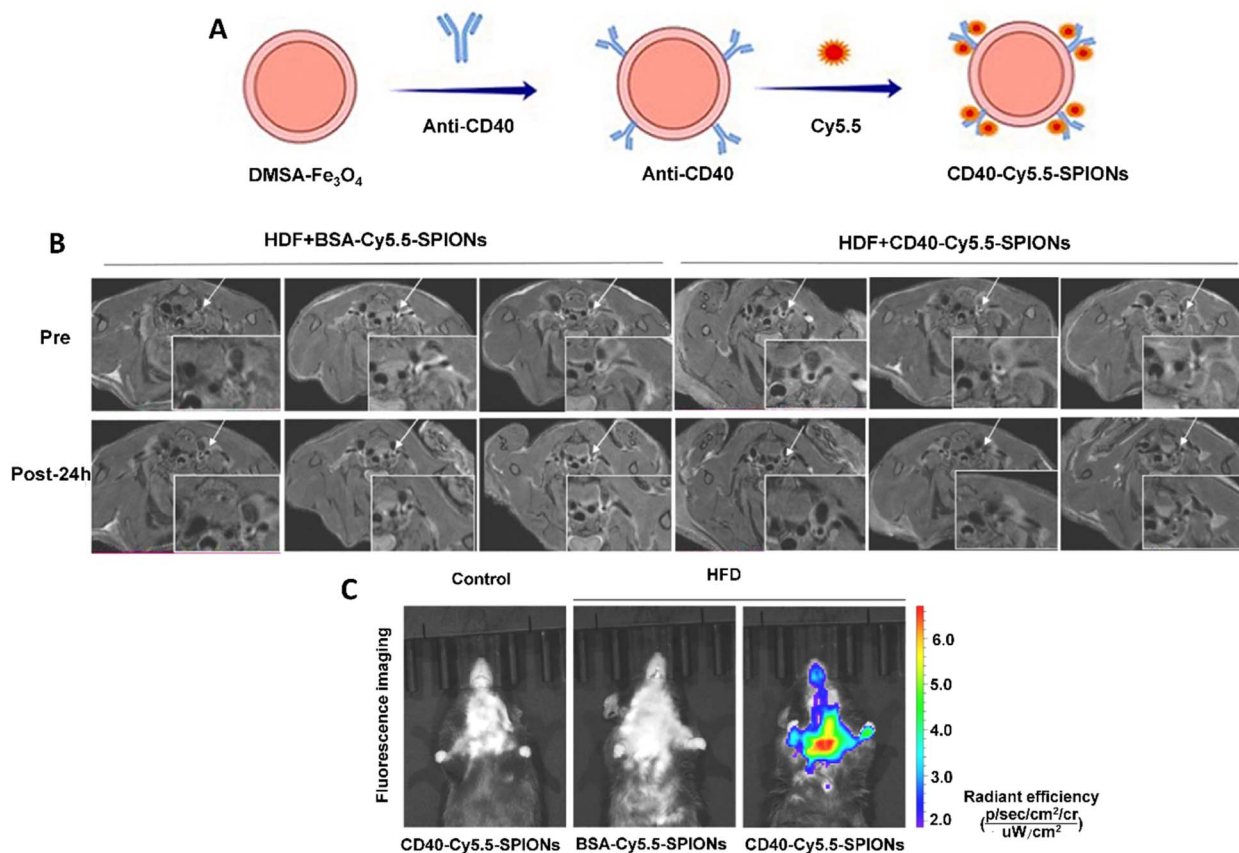 A
Anti-CD40
Cy5.5
DMSA-Fe₃O₄
Anti-CD40
CD40-Cy5.5-SPIONs
B
HDF+BSA-Cy5.5-SPIONs
HDF+CD40-Cy5.5-SPIONs
Pre
Post-24h
C
Control
HFD
Fluorescence imaging
6.0
5.0
4.0
3.0
2.0
Radiant efficiency
(p/sec/cm²/cr
uW/cm²)
CD40-Cy5.5-SPIONs
BSA-Cy5.5-SPIONs
CD40-Cy5.5-SPIONs